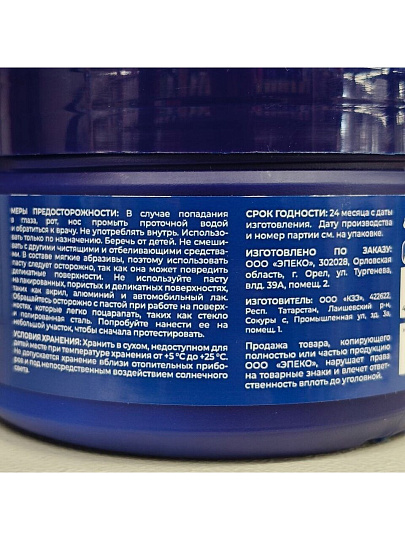 МЕРЫ ПРЕДОСТОРОЖНОСТИ: В случае попадания
в глаза, рот, нос промыть проточной водой
и обратиться к врачу. Не употреблять внутрь. Использо-
вать только по назначению. Беречь от детей. Не смеши-
вать с другими чистящими и отбеливающими средства-
ми. В составе мягкие абразивы, поэтому использовать
пасту следует осторожно, так как она может повредить
деликатные поверхности. Не используйте пасту
на лакированных, пористых и деликатных поверхностях,
таких как акрил, алюминий и автомобильный лак.
Обращайтесь осторожно с пастой при работе на поверх-
ностях, которые легко поцарапать, таких как стекло
и полированная сталь. Попробуйте нанести ее на
небольшой участок, чтобы сначала протестировать.
УСЛОВИЯ ХРАНЕНИЯ: Хранить в сухом, недоступном для
детей месте при температуре хранения от +5 °С до +25 °С.
Не допускается хранение вблизи отопительных прибо-
ров и под непосредственным воздействием солнечного
света.
СРОК ГОДНОСТИ: 24 месяца с даты
изготовления. Дату производства
и номер партии см. на упаковке.
ИЗГОТОВЛЕНО ПО ЗАКАЗУ:
ООО «ЭПЕКО», 302028, Орловская
область, г. Орел, ул. Тургенева,
влд. 39А, помещ. 2.
ИЗГОТОВИТЕЛЬ: ООО «КЗЗ», 422622,
Респ. Татарстан, Лаишевский р-н,
Сокуры с, Промышленная ул, зд. 3а,
помещ. 1.
Продажа товара, копирующего
полностью или частью продукцию
ООО «ЭПЕКО», нарушает права
на товарные знаки и влечет ответ-
ственность вплоть до уголовной.